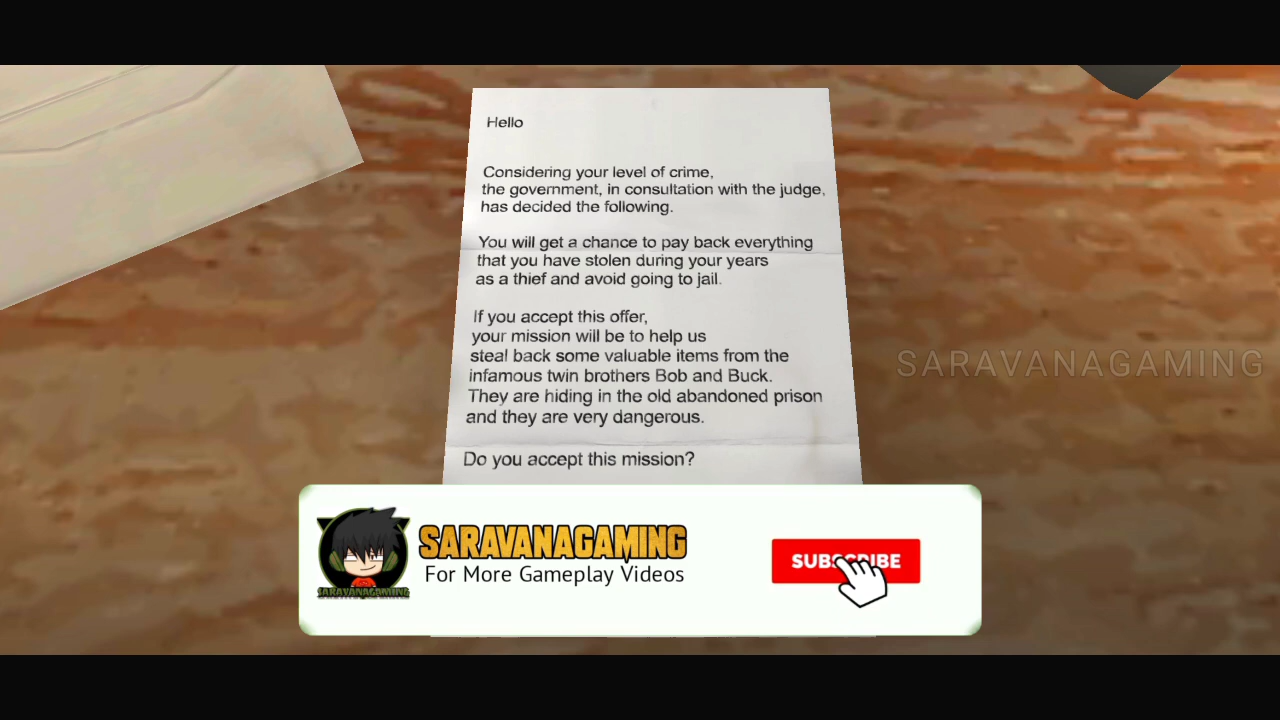 Hello
Considering your level of crime,
the government, in consultation with the judge,
has decided the following.
You will get a chance to pay back everything
that you have stolen during your years
as a thief and avoid going to jail.
If you accept this offer,
your mission will be to help us
steal back some valuable items from the
infamous twin brothers Bob and Buck.
They are hiding in the old abandoned prison
and they are very dangerous.
Do you accept this mission?
SARAVANAGAMING
SARAVANAGAMING
For More Gameplay Videos
SARAVANAGAMING
SUBSCRIBE